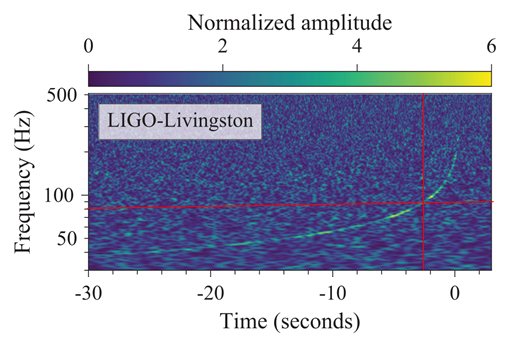 Normalized amplitude
0 2 4 6
500
LIGO-Livingston
Frequency (Hz)
100
50
-30 -20 -10 0
Time (seconds)